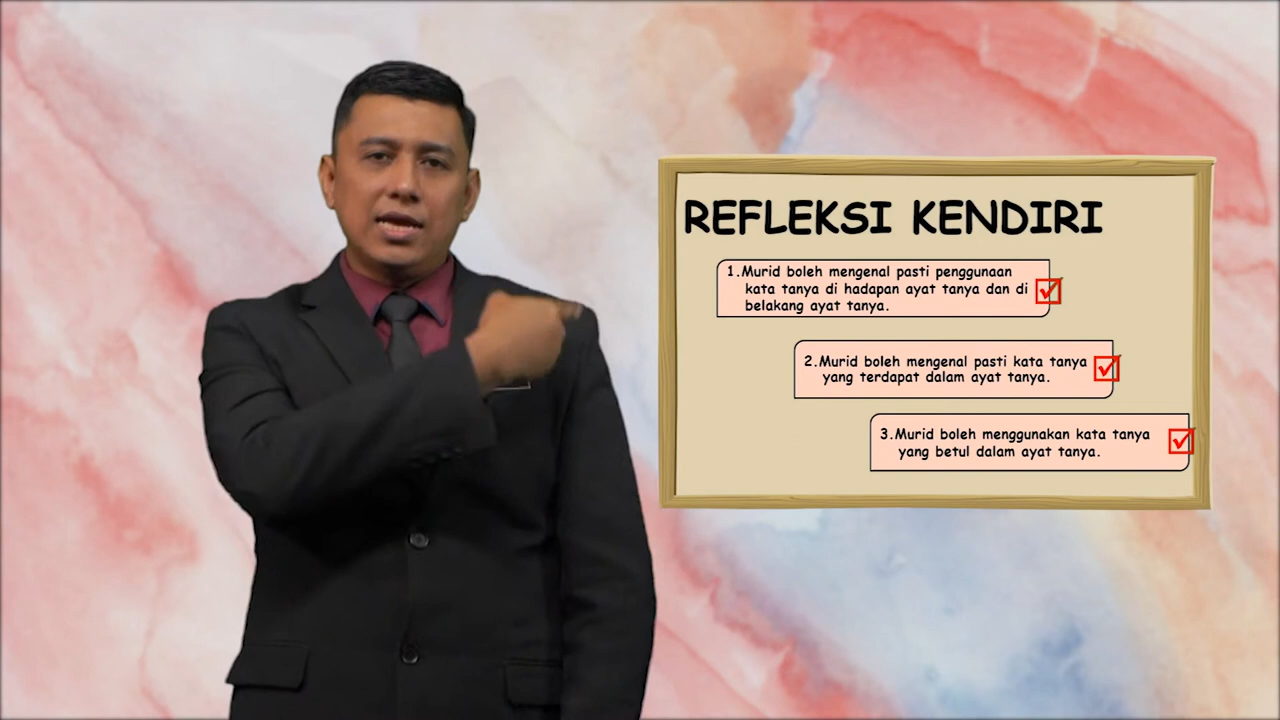 REFLEKSI KENDIRI
1.Murid boleh mengenal pasti penggunaan
kata tanya di hadapan ayat tanya dan di
belakang ayat tanya.
2.Murid boleh mengenal pasti kata tanya
yang terdapat dalam ayat tanya.
3.Murid boleh menggunakan kata tanya
yang betul dalam ayat tanya.